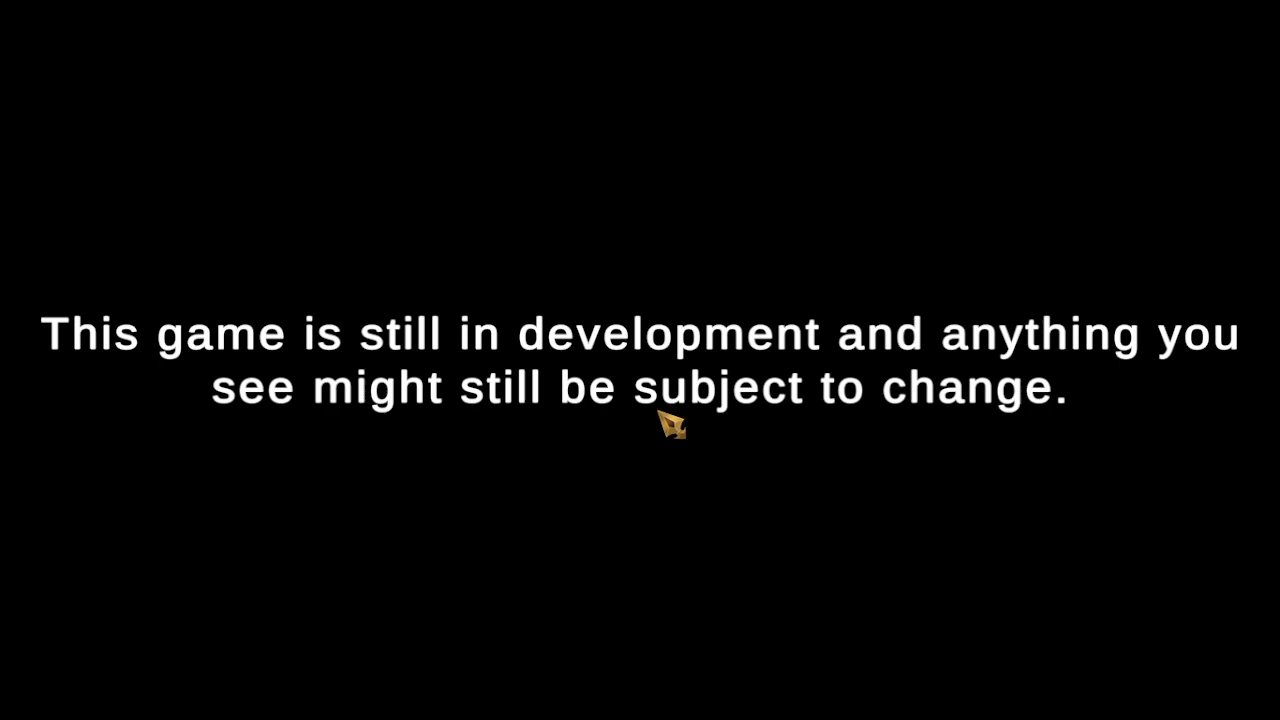 This game is still in development and anything you
see might still be subject to change.